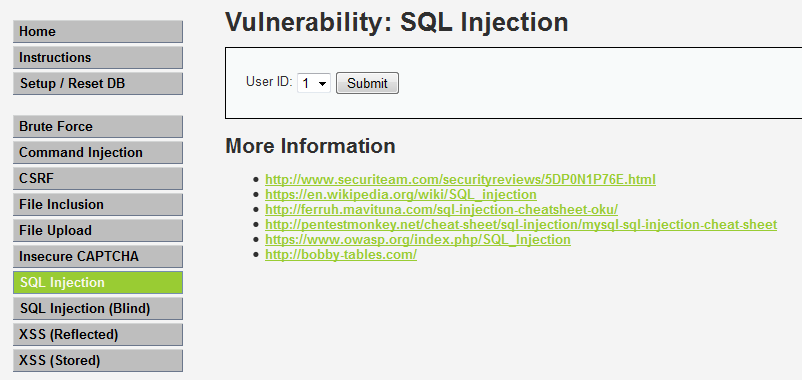 Home
Instructions
Setup / Reset DB
Brute Force
Command Injection
CSRF
File Inclusion
File Upload
Insecure CAPTCHA
SQL Injection
SQL Injection (Blind)
XSS (Reflected)
XSS (Stored)
Vulnerability: SQL Injection
User ID: 1 Submit
More Information
http://www.securiteam.com/securityreviews/5DP0N1P76E.html
https://en.wikipedia.org/wiki/SQL_injection
http://ferruh.mavituna.com/sql-injection-cheatsheet-oku/
http://pentestmonkey.net/cheat-sheet/sql-injection/mysql-sql-injection-cheat-sheet
https://www.owasp.org/index.php/SQL_Injection
http://bobby-tables.com/